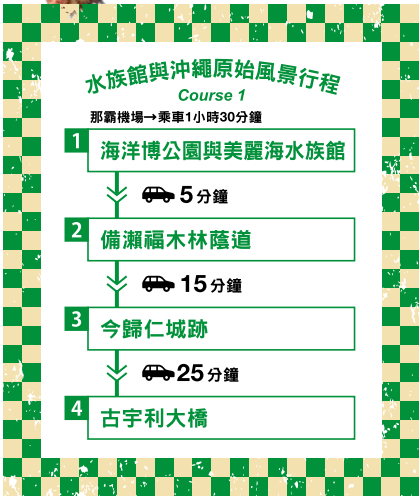 水族館與沖繩原始風景行程
Course 1
那霸機場→乘車1小時30分鐘
1 海洋博公園與美麗海水族館
5分鐘
2 備瀨福木林蔭道
15分鐘
3 今歸仁城跡
25分鐘
4 古宇利大橋